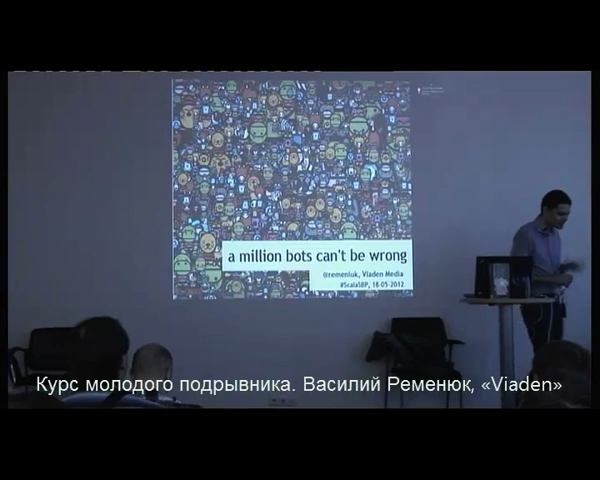 a million bots can't be wrong
@remeniuk, Viaden Media
#ScalaSBP, 18-05-2012
Курс молодого подрывника. Василий Ременюк, «Viaden»